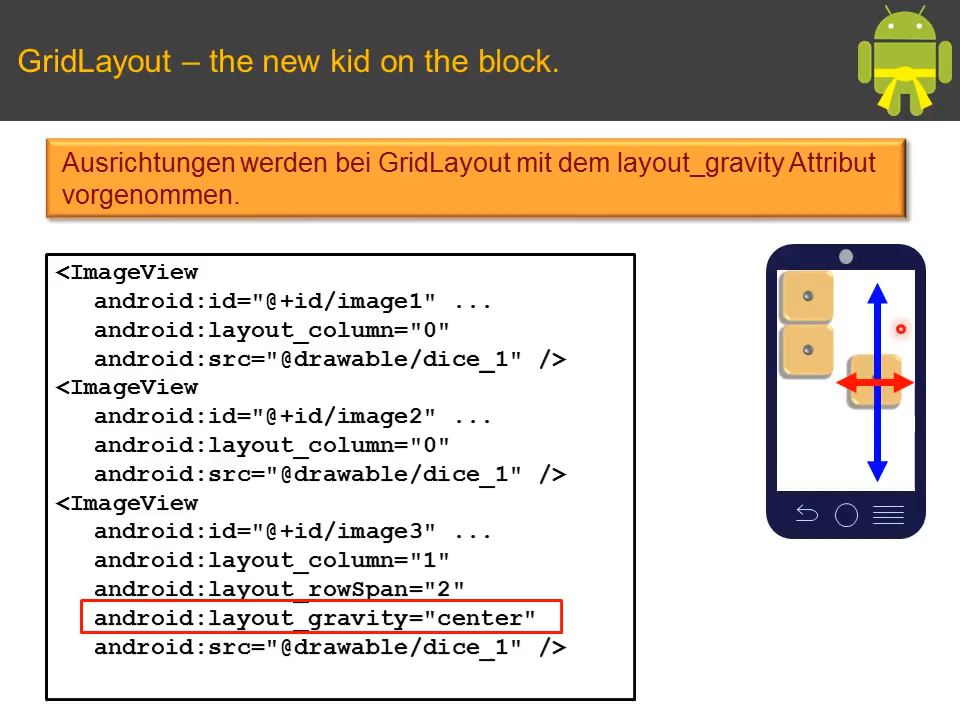 GridLayout – the new kid on the block.
Ausrichtungen werden bei GridLayout mit dem layout_gravity Attribut
vorgenommen.
<ImageView
android:id="@+id/image1" ...
android:layout_column="0"
android:src="@drawable/dice_1" />
<ImageView
android:id="@+id/image2" ...
android:layout_column="0"
android:src="@drawable/dice_1" />
<ImageView
android:id="@+id/image3" ...
android:layout_column="1"
android:layout_rowSpan="2"
android:layout_gravity="center"
android:src="@drawable/dice_1" />